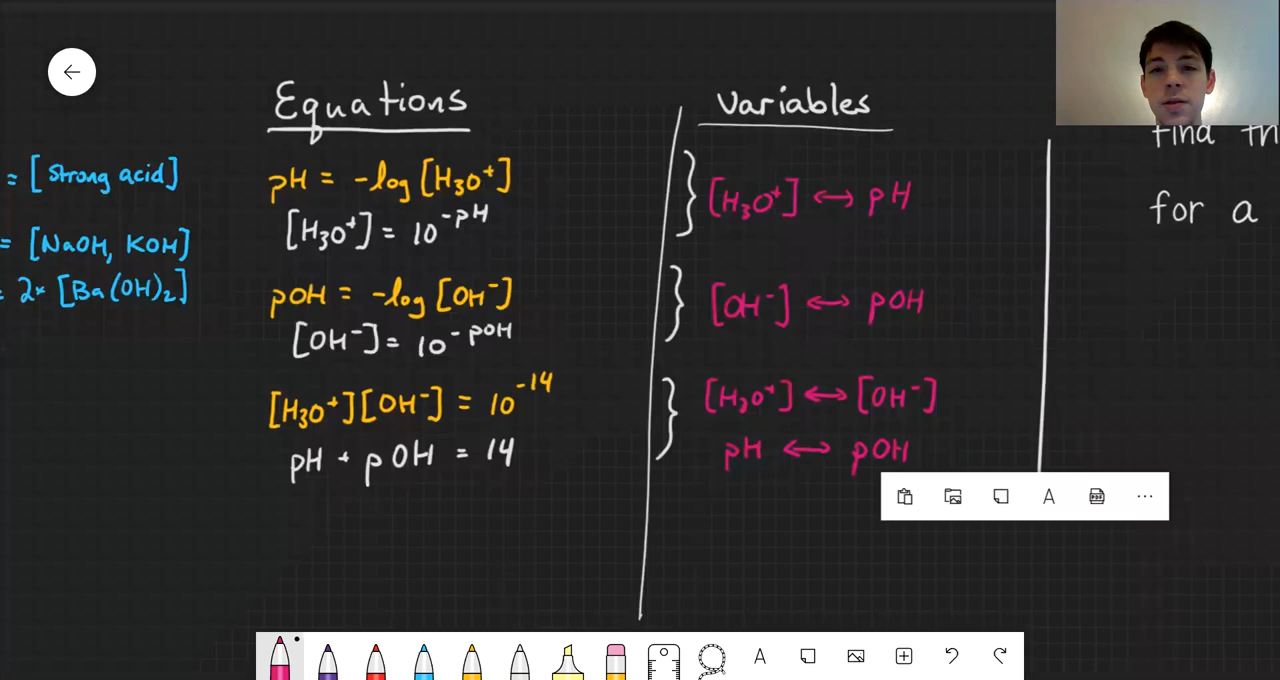 Equations
Variables
= [Strong acid]
= [NaOH, KOH]
= 2× [Ba(OH)₂]
pH = -log [H₃O⁺]
[H₃O⁺] = 10⁻ᵖᴴ
pOH = -log [OH⁻]
[OH⁻] = 10⁻ᵖᴼᴴ
[H₃O⁺][OH⁻] = 10⁻¹⁴
pH + pOH = 14
[H₃O⁺] ↔ pH
[OH⁻] ↔ pOH
[H₃O⁺] ↔ [OH⁻]
pH ↔ pOH
find th
for a
A
PDF
A